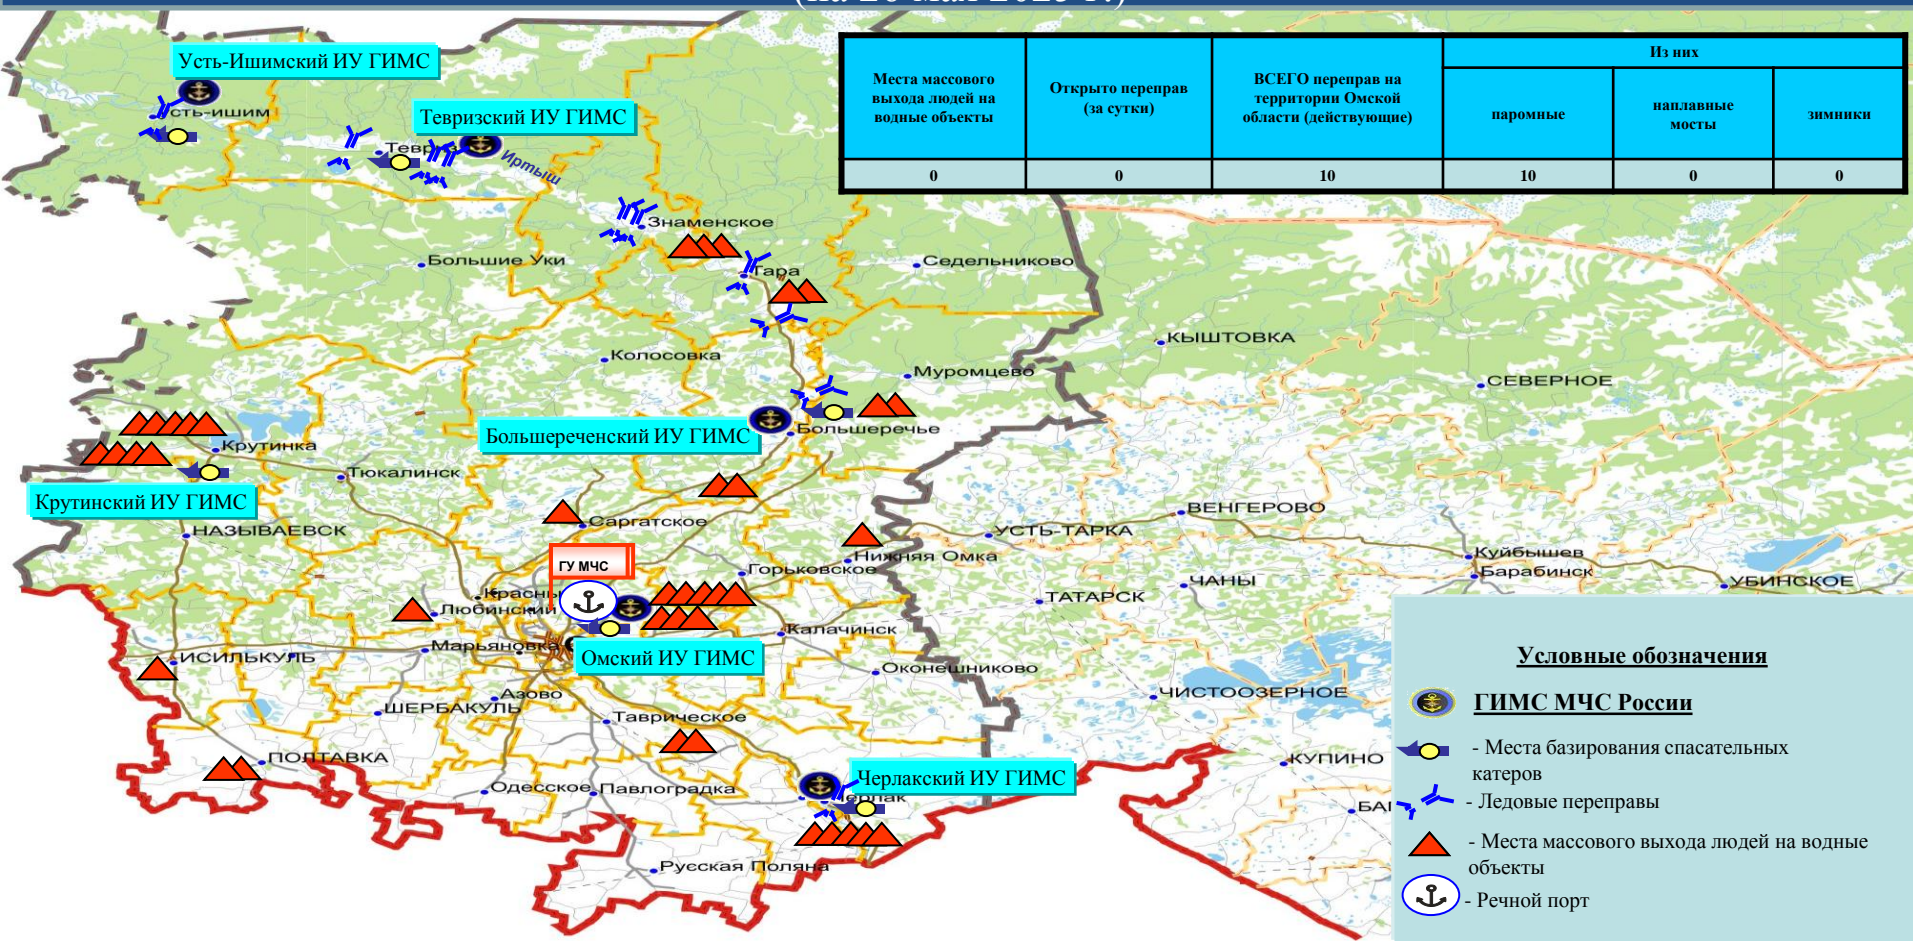 Усть-Ишимский ИУ ГИМС
Места массового
выхода людей на
водные объекты
Открыто переправ
(за сутки)
ВСЕГО переправ на
территории Омской
области (действующие)
Из них
паромные
наплавные
мосты
зимники
0
0
10
10
0
0
сть-ишим
Тевризский ИУ ГИМС
Тевриз
Иртыш
Знаменское
Большие Уки
Тара
Седельниково
КЫШТОВКА
Колосовка
Муромцево
СЕВЕРНОЕ
Большереченский ИУ ГИМС
Большеречье
Крутинка
Тюкалинск
Крутинский ИУ ГИМС
НАЗЫВАЕВСК
Саргатское
ВЕНГЕРОВО
УСТЬ-ТАРКА
Нижняя Омка
Куйбышев
ГУ МЧС
Горьковское
Барабинск
ЧАНЫ
УБИНСКОЕ
Красны
Любинский
ТАТАРСК
Калачинск
Марьяновка
Омский ИУ ГИМС
ИСИЛЬКУЛЬ
Оконешниково
Азово
ЧИСТООЗЕРНОЕ
ШЕРБАКУЛЬ
Таврическое
ПОЛТАВКА
КУПИНО
Черлакский ИУ ГИМС
Одесское
Павлоградка
Русская Поляна
Условные обозначения
ГИМС МЧС России
- Места базирования спасательных
катеров
- Ледовые переправы
- Места массового выхода людей на водные
объекты
- Речной порт